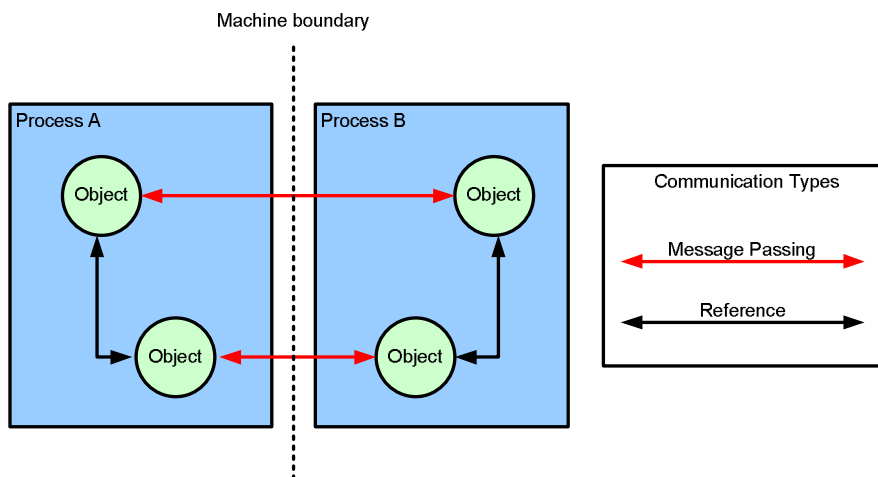 Machine boundary
Process A
Process B
Object
Object
Object
Object
Communication Types
Message Passing
Reference